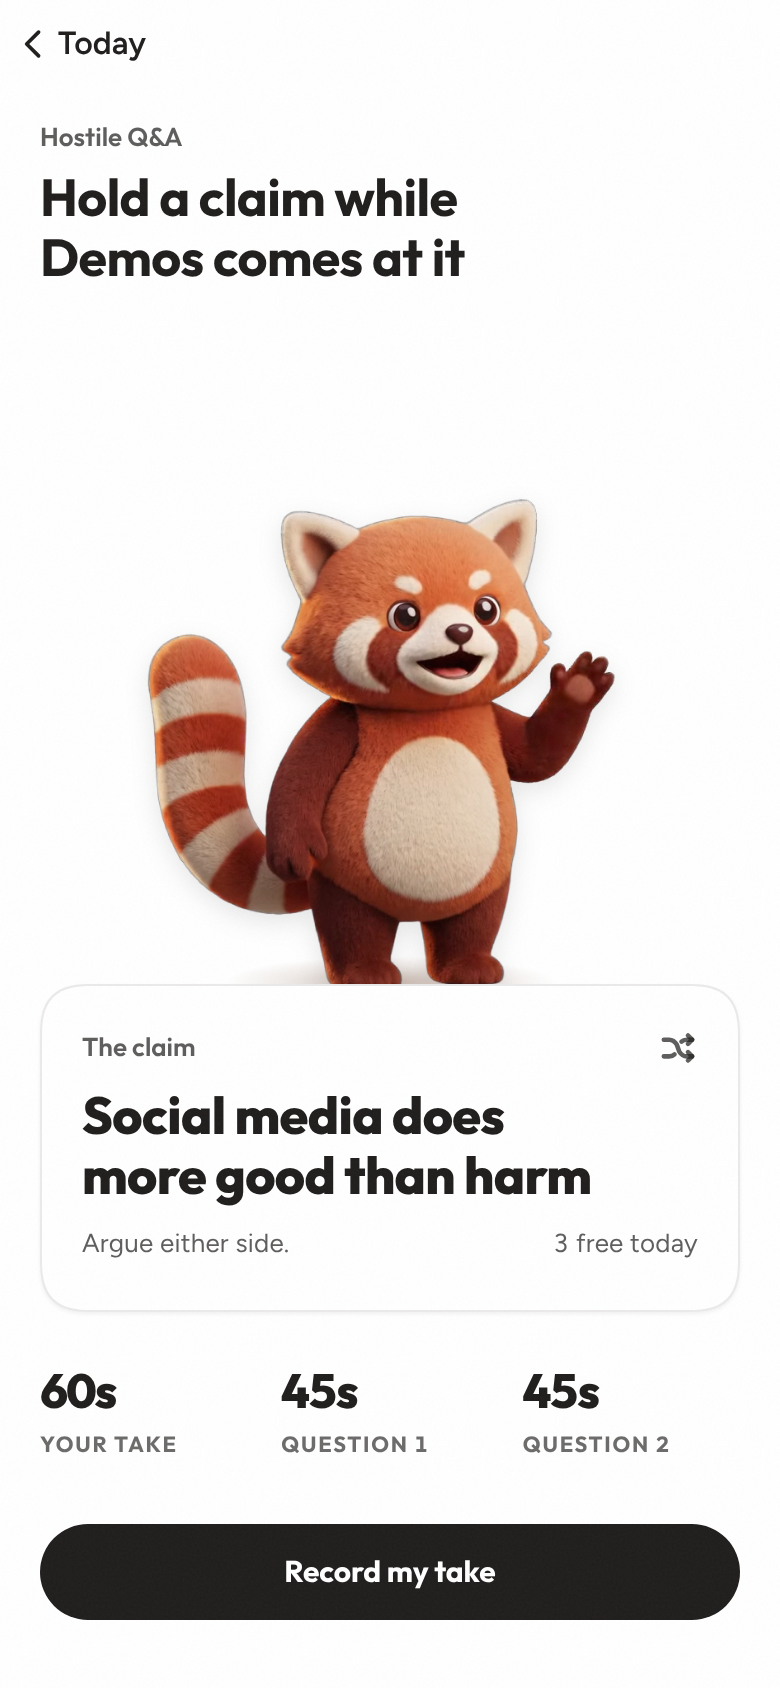 Today
Hostile Q&A
Hold a claim while
Demos comes at it
The claim
Social media does
more good than harm
Argue either side. 3 free today
60s 45s 45s
YOUR TAKE QUESTION 1 QUESTION 2
Record my take